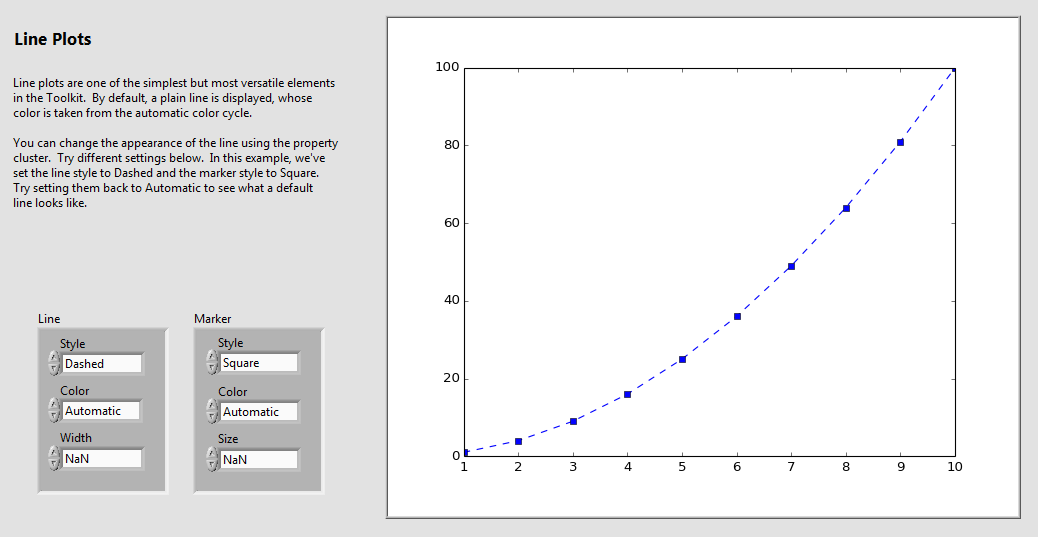 Line Plots
Line plots are one of the simplest but most versatile elements
in the Toolkit.  By default, a plain line is displayed, whose
color is taken from the automatic color cycle.
You can change the appearance of the line using the property
cluster.  Try different settings below.  In this example, we've
set the line style to Dashed and the marker style to Square.
Try setting them back to Automatic to see what a default
line looks like.
Line
Style
Dashed
Color
Automatic
Width
NaN
Marker
Style
Square
Color
Automatic
Size
NaN
100
80
60
40
20
0
1 2 3 4 5 6 7 8 9 10